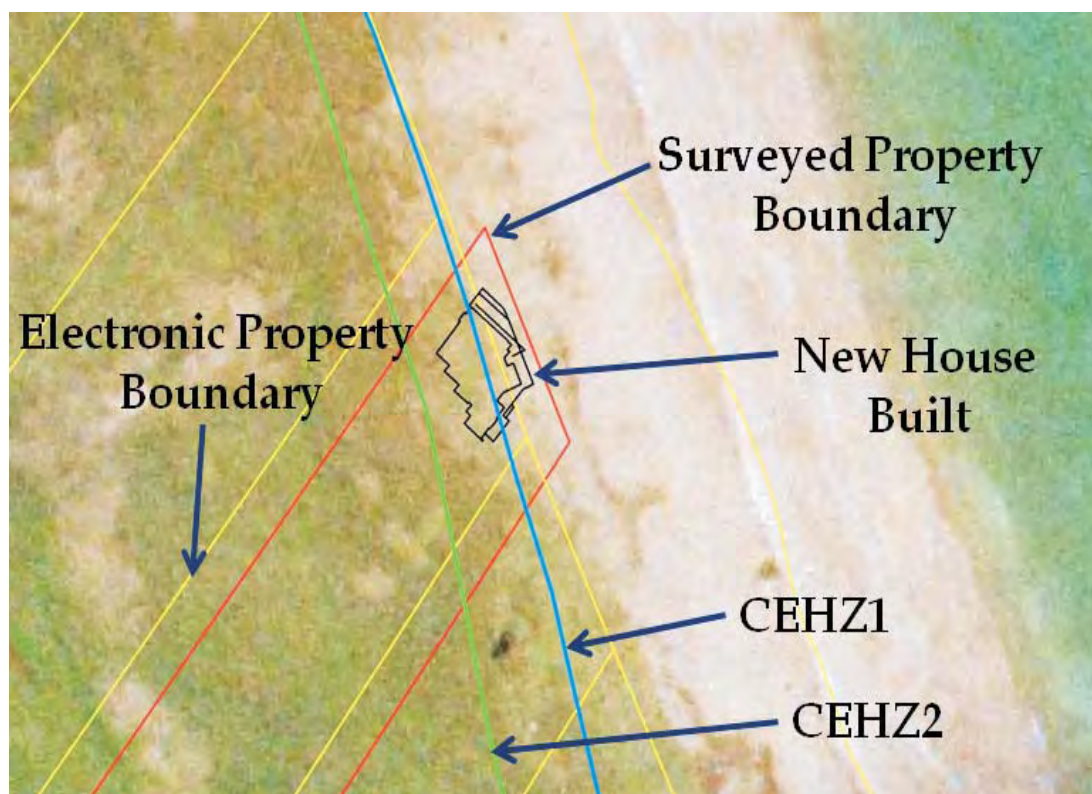 Surveyed Property
Boundary
Electronic Property
Boundary
New House
Built
CEHZ1
CEHZ2